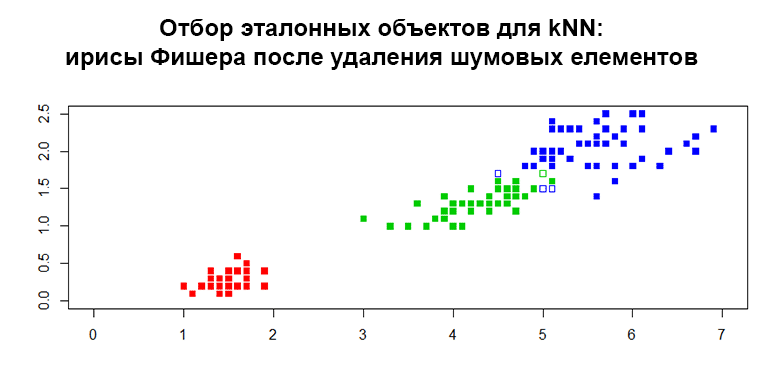 Отбор эталонных объектов для kNN:
ирисы Фишера после удаления шумовых елементов
2.5
2.0
1.5
1.0
0.5
0.0
0 1 2 3 4 5 6 7